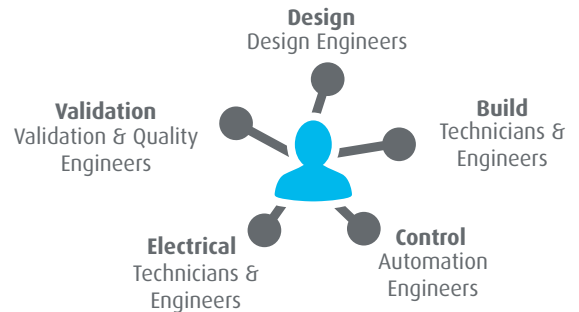 Design
Design Engineers
Validation
Validation & Quality
Engineers
Build
Technicians &
Engineers
Electrical
Technicians &
Engineers
Control
Automation
Engineers